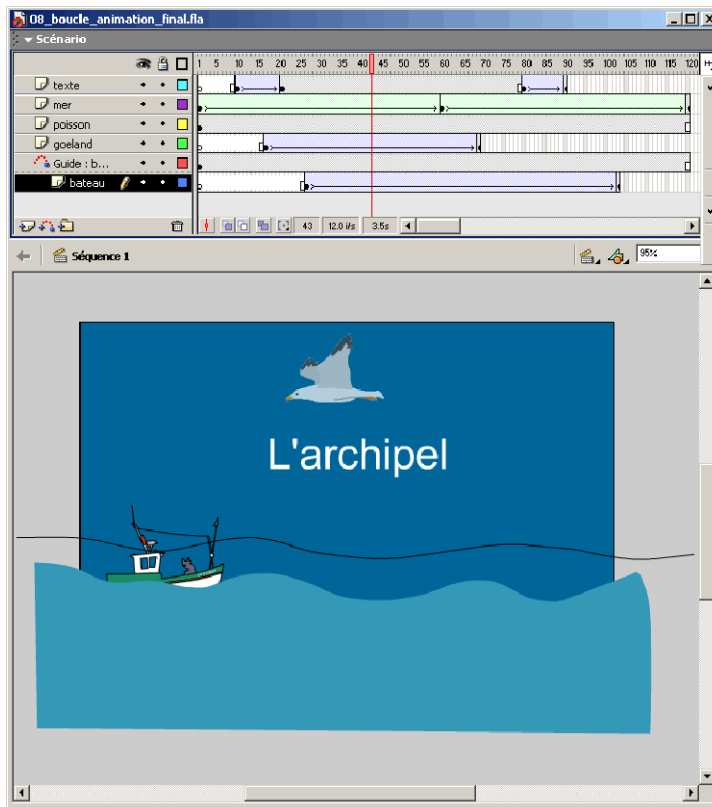 08_boucle_animation_final.fla
Scénario
1 5 10 15 20 25 30 35 40 45 50 55 60 65 70 75 80 85 90 95 100 105 110 115 120 Hy
texte
mer
poisson
goeland
Guide : b...
bateau
43 12.0 i/s 3.5s
Séquence 1 95%
L'archipel